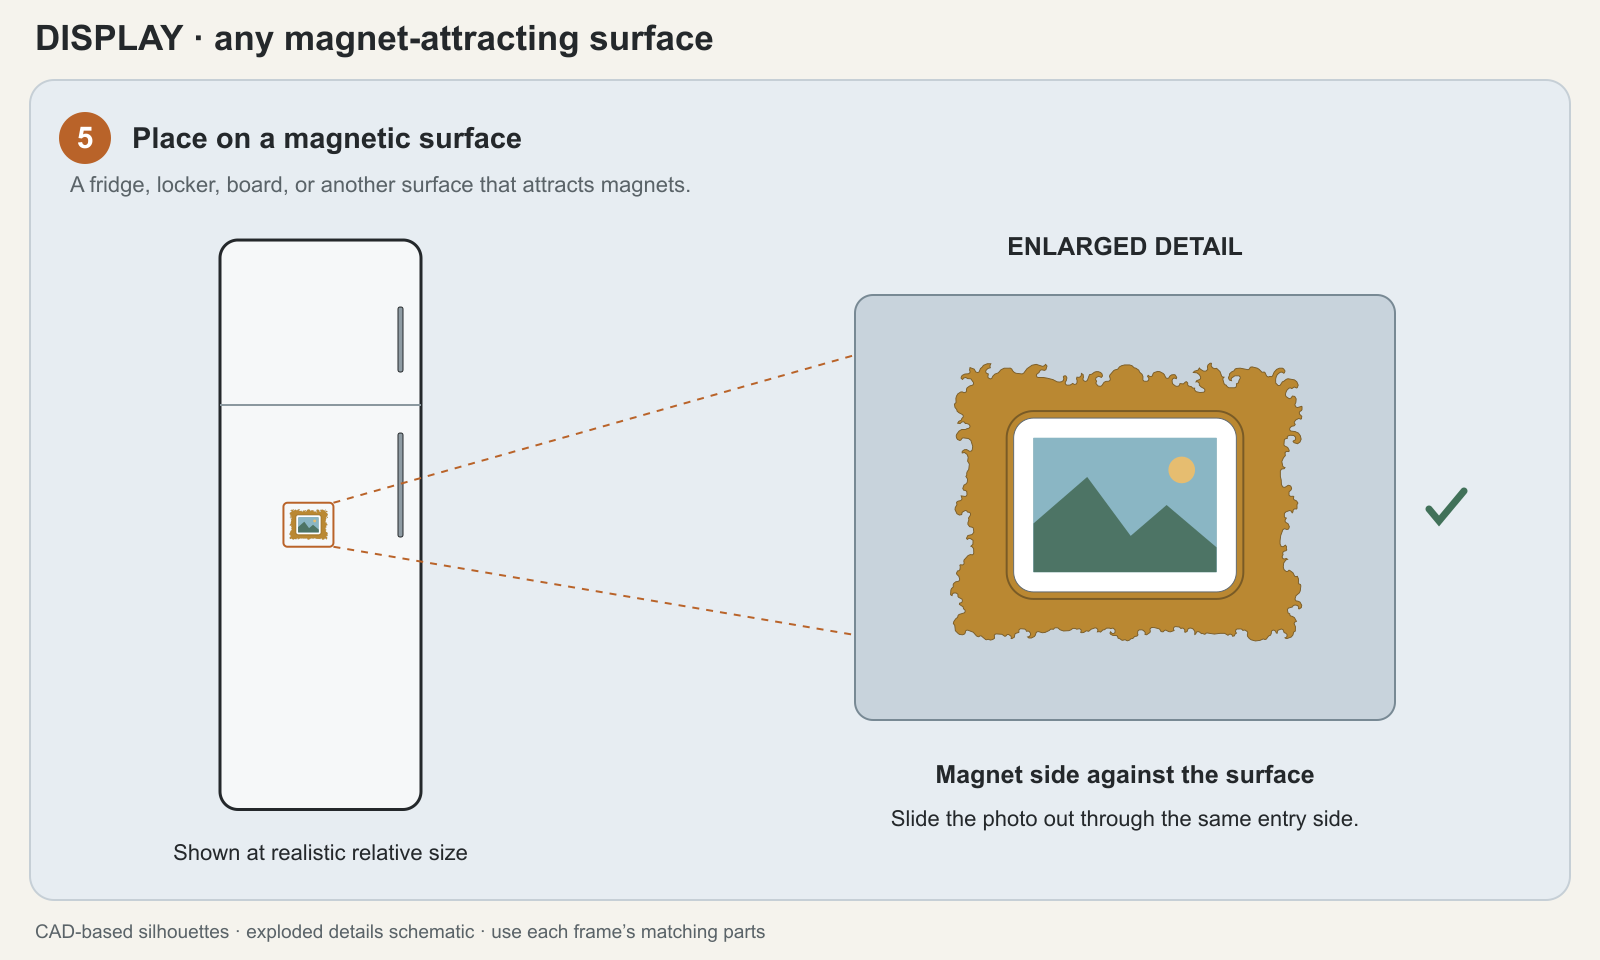 DISPLAY · any magnet-attracting surface
5
Place on a magnetic surface
A fridge, locker, board, or another surface that attracts magnets.
ENLARGED DETAIL
Magnet side against the surface
Slide the photo out through the same entry side.
Shown at realistic relative size
CAD-based silhouettes · exploded details schematic · use each frame’s matching parts